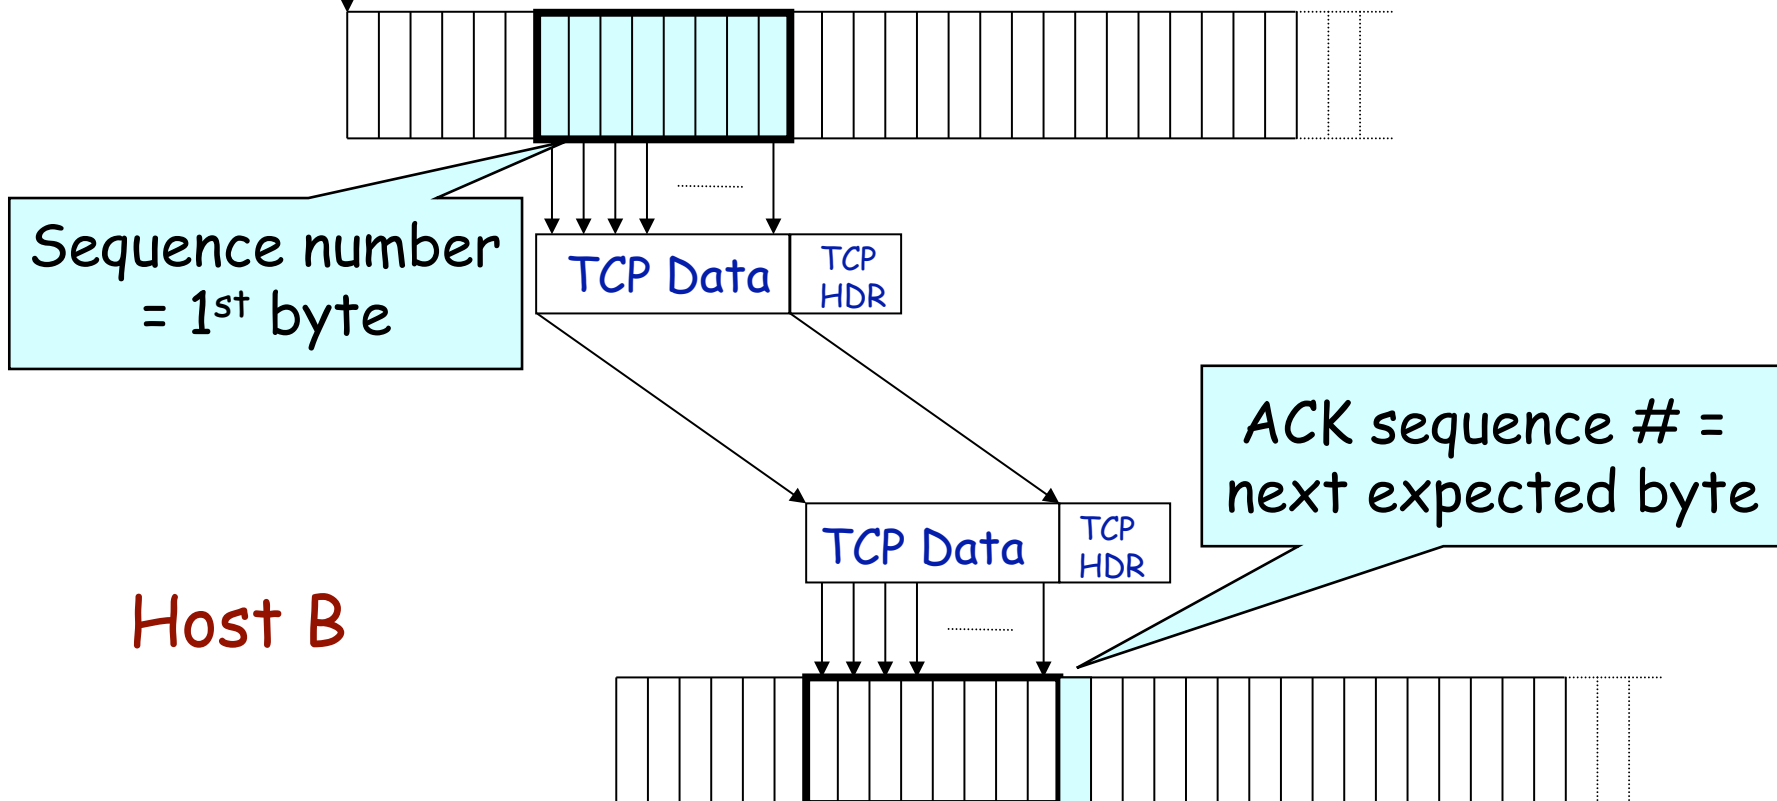 Sequence number
= 1st byte
TCP Data
TCP
HDR
ACK sequence # =
next expected byte
TCP Data
TCP
HDR
Host B